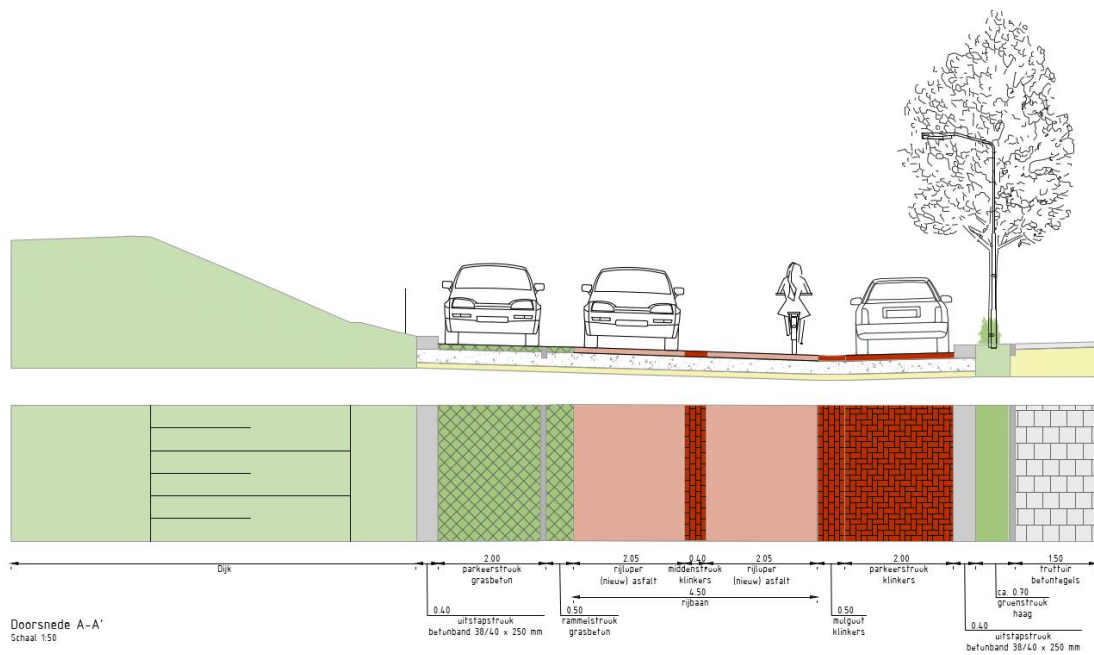 2.00
parkeerstrook
grasbeton
2.05
rijloper
(nieuw) asfalt
0.40
middenstrook
klinkers
2.05
rijloper
(nieuw) asfalt
2.00
parkeerstrook
klinkers
1.50
trottoir
betontegels
Dijk
4.50
rijbaan
ca. 0.70
groenstrook
haag
0.40
uitstapstrook
betonband 38/40 x 250 mm
0.50
rammelstrook
grasbeton
0.50
molgoot
klinkers
0.40
uitstapstrook
betonband 38/40 x 250 mm
Doorsnede A-A'
Schaal 1:50